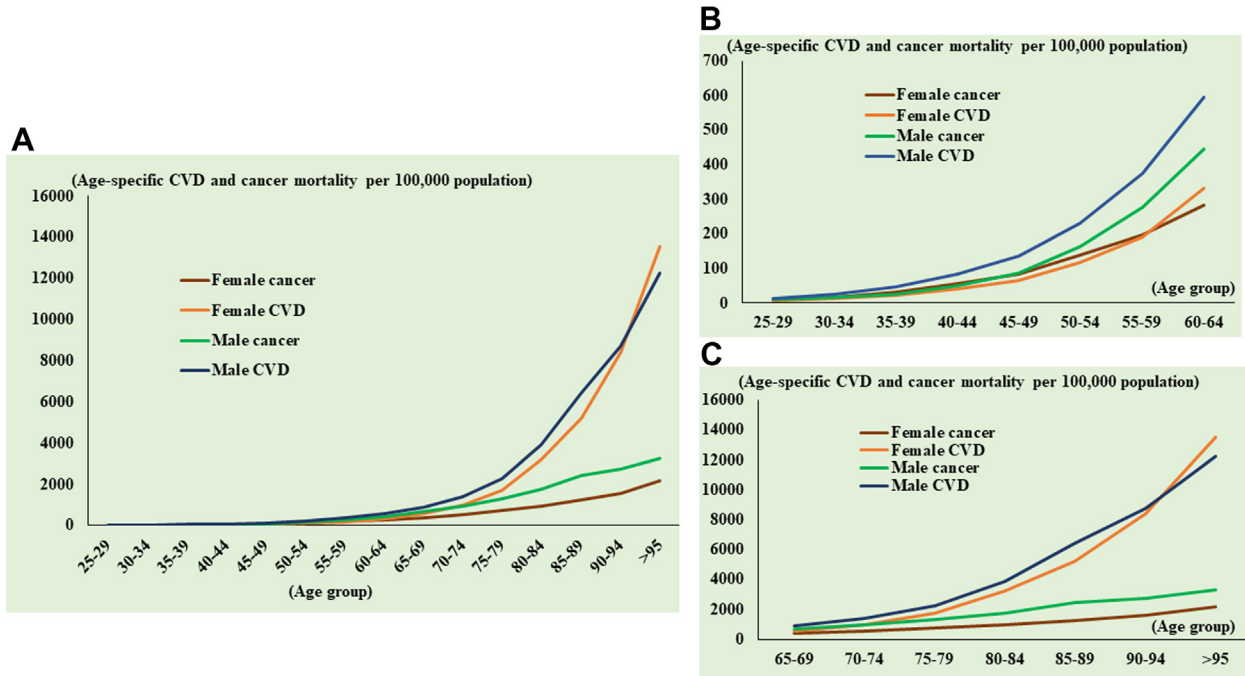 A
(Age-specific CVD and cancer mortality per 100,000 population)
16000
14000
12000
10000
8000
6000
4000
2000
0
Female cancer
Female CVD
Male cancer
Male CVD
25-29 30-34 35-39 40-44 45-49 50-54 55-59 60-64 65-69 70-74 75-79 80-84 85-89 90-94 >95
(Age group)
B
(Age-specific CVD and cancer mortality per 100,000 population)
700
600
500
400
300
200
100
0
Female cancer
Female CVD
Male cancer
Male CVD
(Age group)
25-29 30-34 35-39 40-44 45-49 50-54 55-59 60-64
C
(Age-specific CVD and cancer mortality per 100,000 population)
16000
14000
12000
10000
8000
6000
4000
2000
0
Female cancer
Female CVD
Male cancer
Male CVD
(Age group)
65-69 70-74 75-79 80-84 85-89 90-94 >95